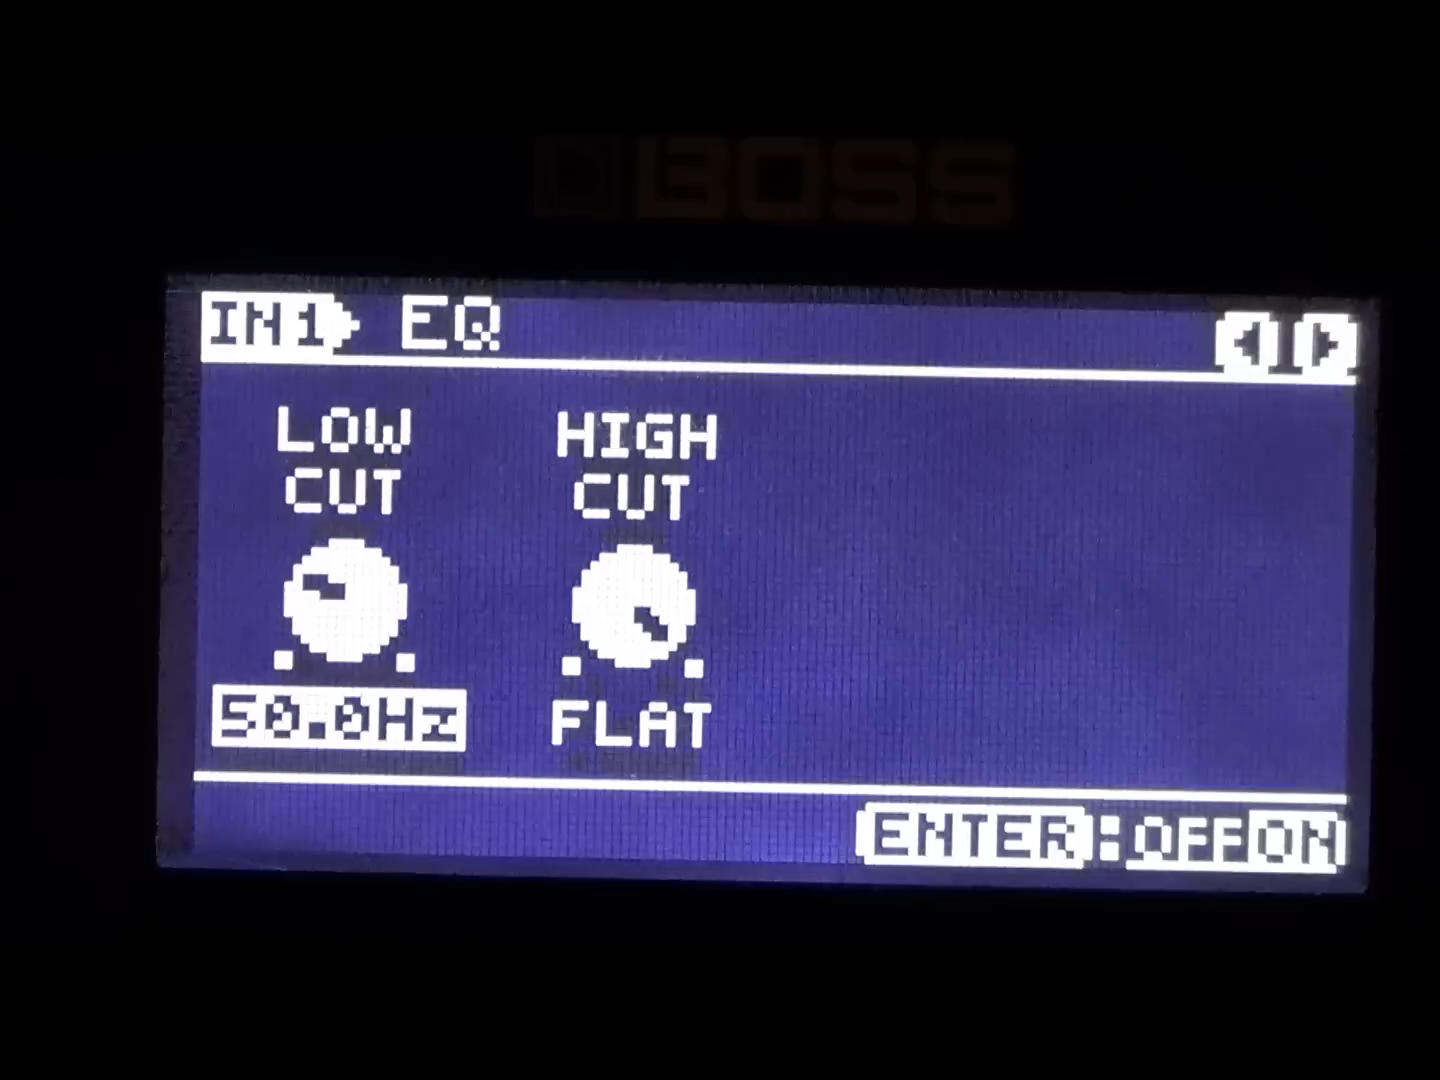 BOSS
IN1 EQ
LOW CUT
HIGH CUT
50.0Hz
FLAT
ENTER:OFF ON